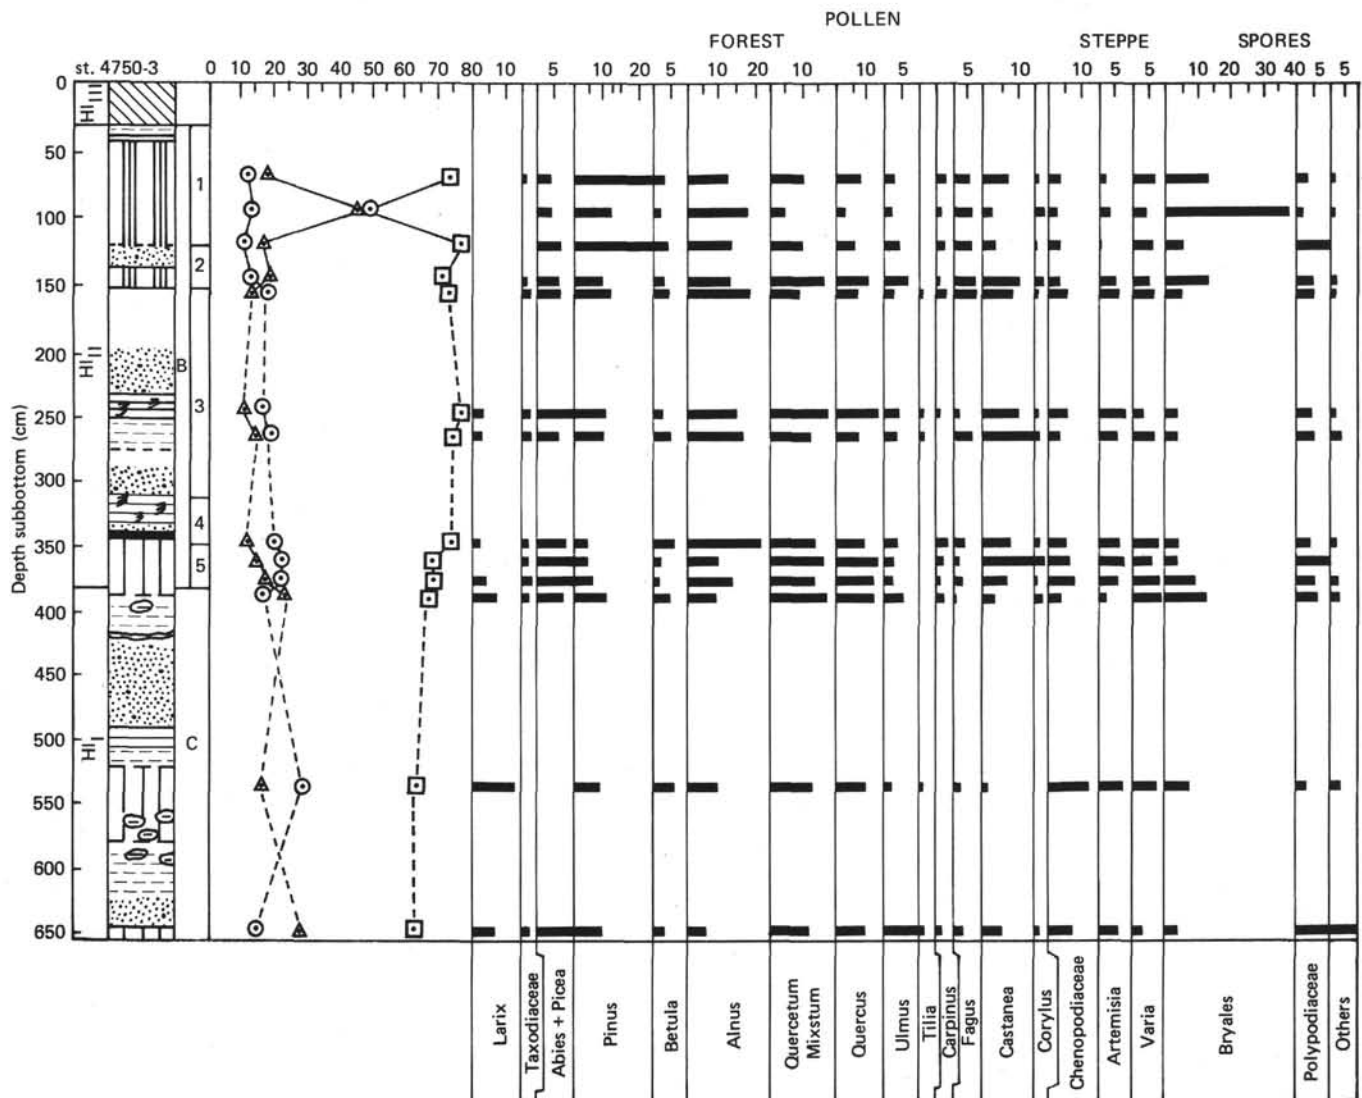 POLLEN
FOREST STEPPE SPORES
st. 4750-3 0 10 20 30 40 50 60 70 80 10 5 10 20 5 10 20 10 10 5 5 10 10 5 5 10 20 30 40 5 5
0
50
100
150
200
250
300
350
400
450
500
550
600
650
Depth subbottom (cm)
HI III
HI II
HI I
B
C
1
2
3
4
5
Larix
Taxodiaceae
Abies + Picea
Pinus
Betula
Alnus
Quercetum
Mixstum
Quercus
Ulmus
Tilia
Carpinus
Fagus
Castanea
Corylus
Chenopodiaceae
Artemisia
Varia
Bryales
Polypodiaceae
Others